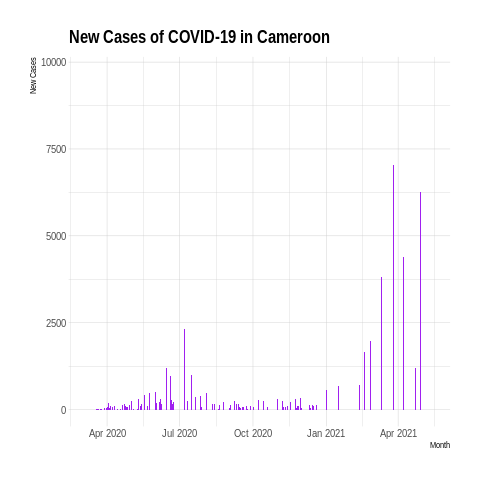 New Cases of COVID-19 in Cameroon
New Cases
10000
7500
5000
2500
0
Apr 2020 Jul 2020 Oct 2020 Jan 2021 Apr 2021
Month